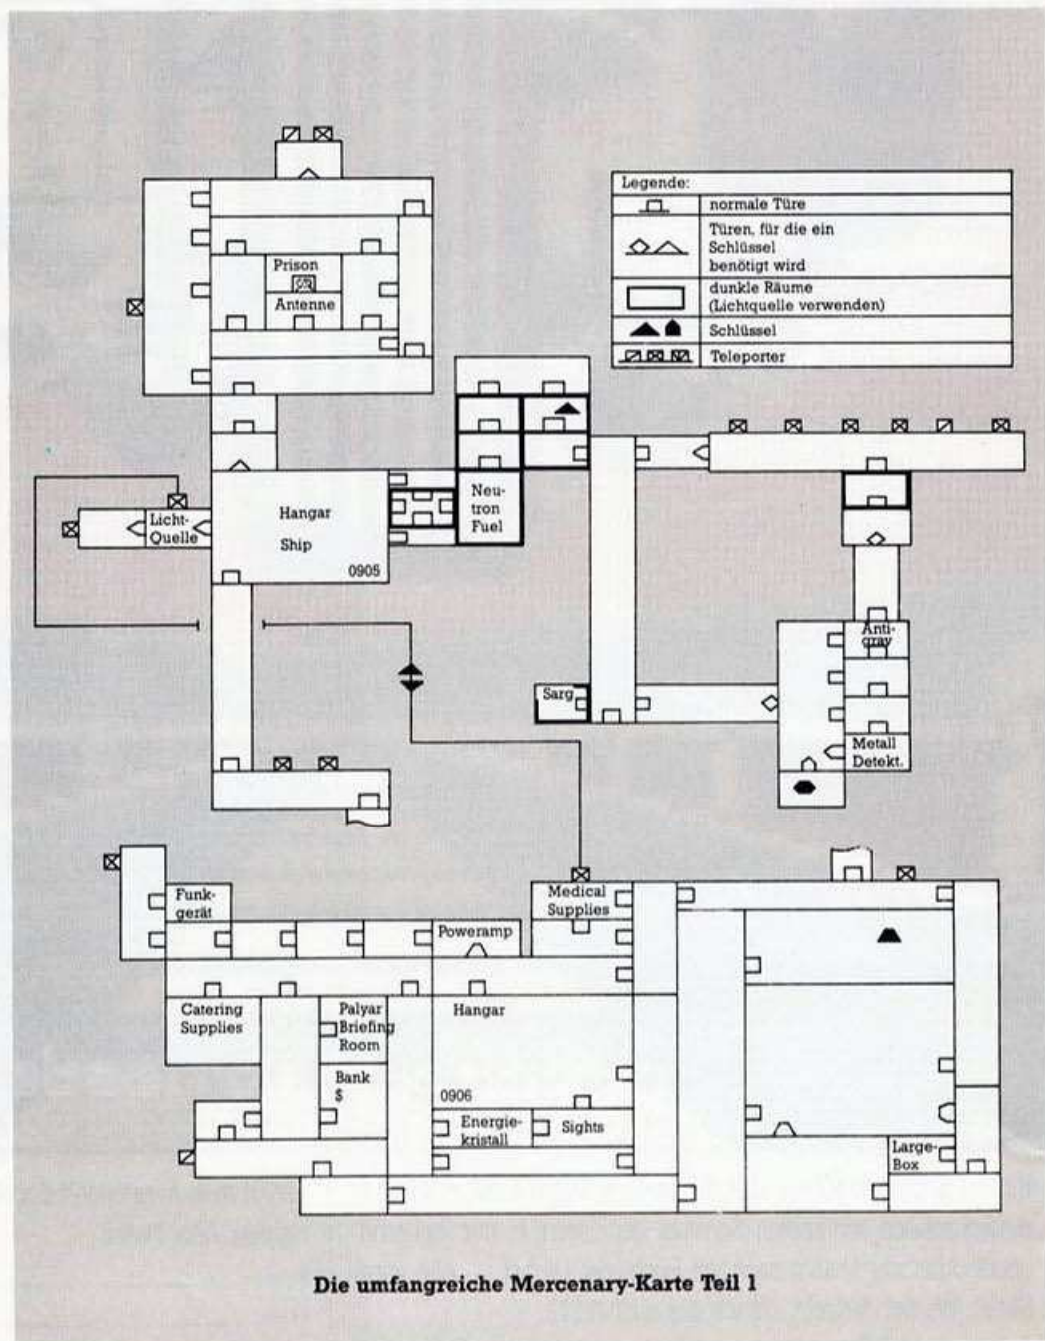 Legende:
normale Türe
Türen, für die ein
Schlüssel
benötigt wird
dunkle Räume
(Lichtquelle verwenden)
Schlüssel
Teleporter
Prison
Antenne
Licht-
Quelle
Hangar
Ship
0905
Neu-
tron
Fuel
Sarg
Anti-
grav
Metall
Detekt.
Funk-
gerät
Poweramp
Medical
Supplies
Catering
Supplies
Palyar
Briefing
Room
Bank
$
Hangar
0906
Energie-
kristall
Sights
Large-
Box
Die umfangreiche Mercenary-Karte Teil 1